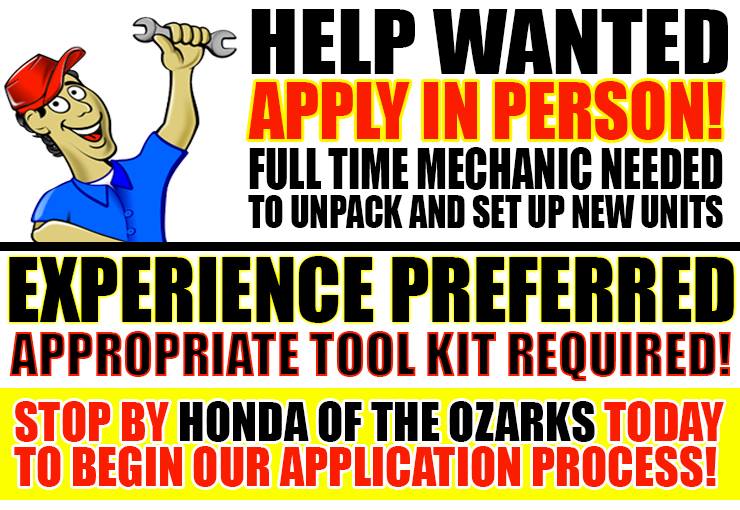 HELP WANTED
APPLY IN PERSON!
FULL TIME MECHANIC NEEDED
TO UNPACK AND SET UP NEW UNITS
EXPERIENCE PREFERRED
APPROPRIATE TOOL KIT REQUIRED!
STOP BY HONDA OF THE OZARKS TODAY
TO BEGIN OUR APPLICATION PROCESS!